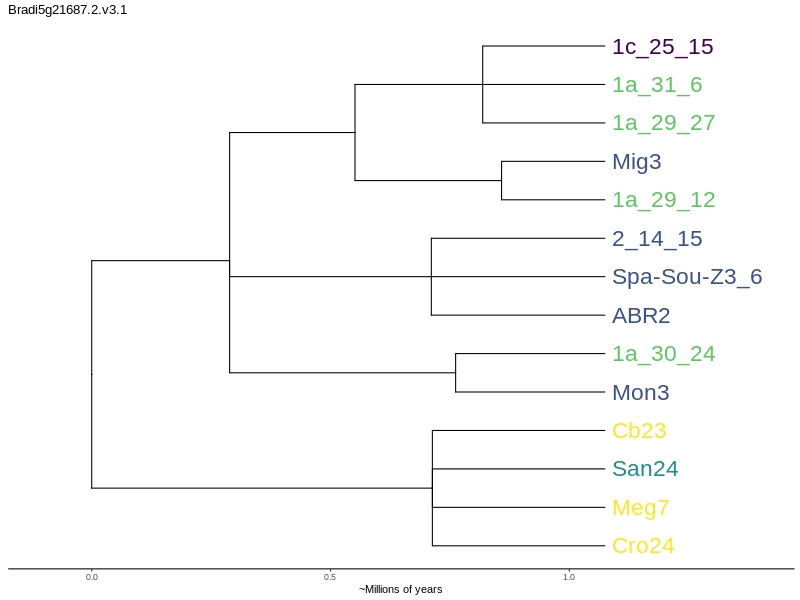 Bradi5g21687.2.v3.1
1c_25_15
1a_31_6
1a_29_27
Mig3
1a_29_12
2_14_15
Spa-Sou-Z3_6
ABR2
1a_30_24
Mon3
Cb23
San24
Meg7
Cro24
0.0 0.5 1.0
~Millions of years